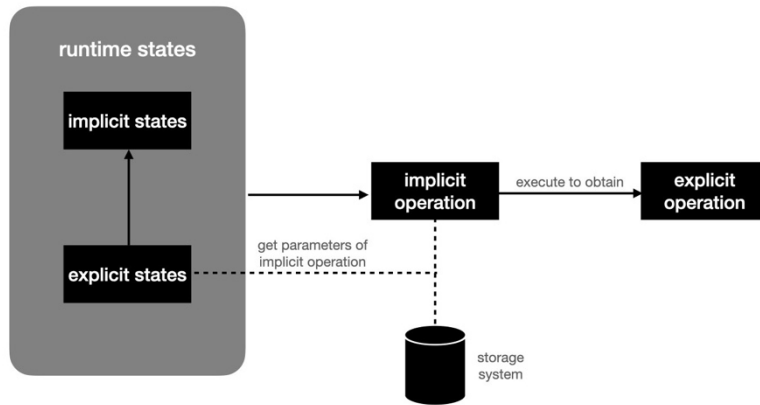 runtime states
implicit states
explicit states
get parameters of
implicit operation
implicit
operation
execute to obtain
explicit
operation
storage
system